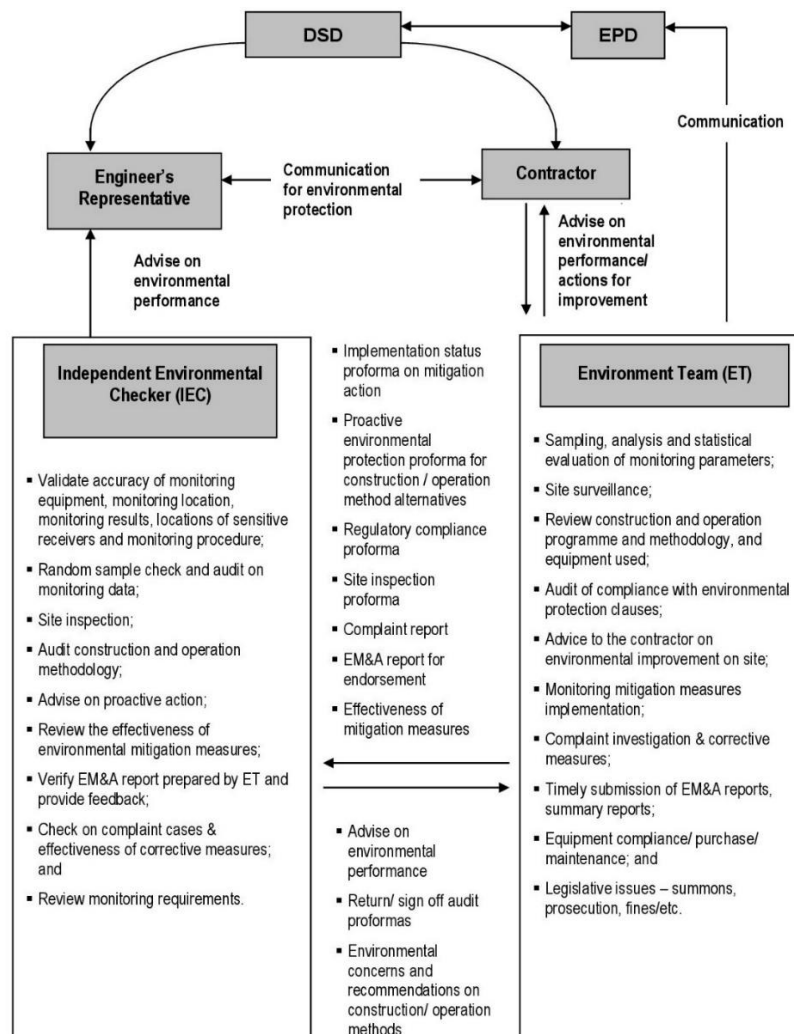 DSD
EPD
Communication
Engineer's
Representative
Communication
for environmental
protection
Contractor
Advise on
environmental
performance
Advise on
environmental
performance/
actions for
improvement
Independent Environmental
Checker (IEC)
▪ Validate accuracy of monitoring
equipment, monitoring location,
monitoring results, locations of sensitive
receivers and monitoring procedure;
▪ Random sample check and audit on
monitoring data;
▪ Site inspection;
▪ Audit construction and operation
methodology;
▪ Advise on proactive action;
▪ Review the effectiveness of
environmental mitigation measures;
▪ Verify EM&A report prepared by ET and
provide feedback;
▪ Check on complaint cases &
effectiveness of corrective measures;
and
▪ Review monitoring requirements.
▪ Implementation status
proforma on mitigation
action
▪ Proactive
environmental
protection proforma for
construction / operation
method alternatives
▪ Regulatory compliance
proforma
▪ Site inspection
proforma
▪ Complaint report
▪ EM&A report for
endorsement
▪ Effectiveness of
mitigation measures
▪ Advise on
environmental
performance
▪ Return/ sign off audit
proformas
▪ Environmental
concerns and
recommendations on
construction/ operation
methods
Environment Team (ET)
▪ Sampling, analysis and statistical
evaluation of monitoring parameters;
▪ Site surveillance;
▪ Review construction and operation
programme and methodology, and
equipment used;
▪ Audit of compliance with environmental
protection clauses;
▪ Advice to the contractor on
environmental improvement on site;
▪ Monitoring mitigation measures
implementation;
▪ Complaint investigation & corrective
measures;
▪ Timely submission of EM&A reports,
summary reports;
▪ Equipment compliance/ purchase/
maintenance; and
▪ Legislative issues – summons,
prosecution, fines/etc.